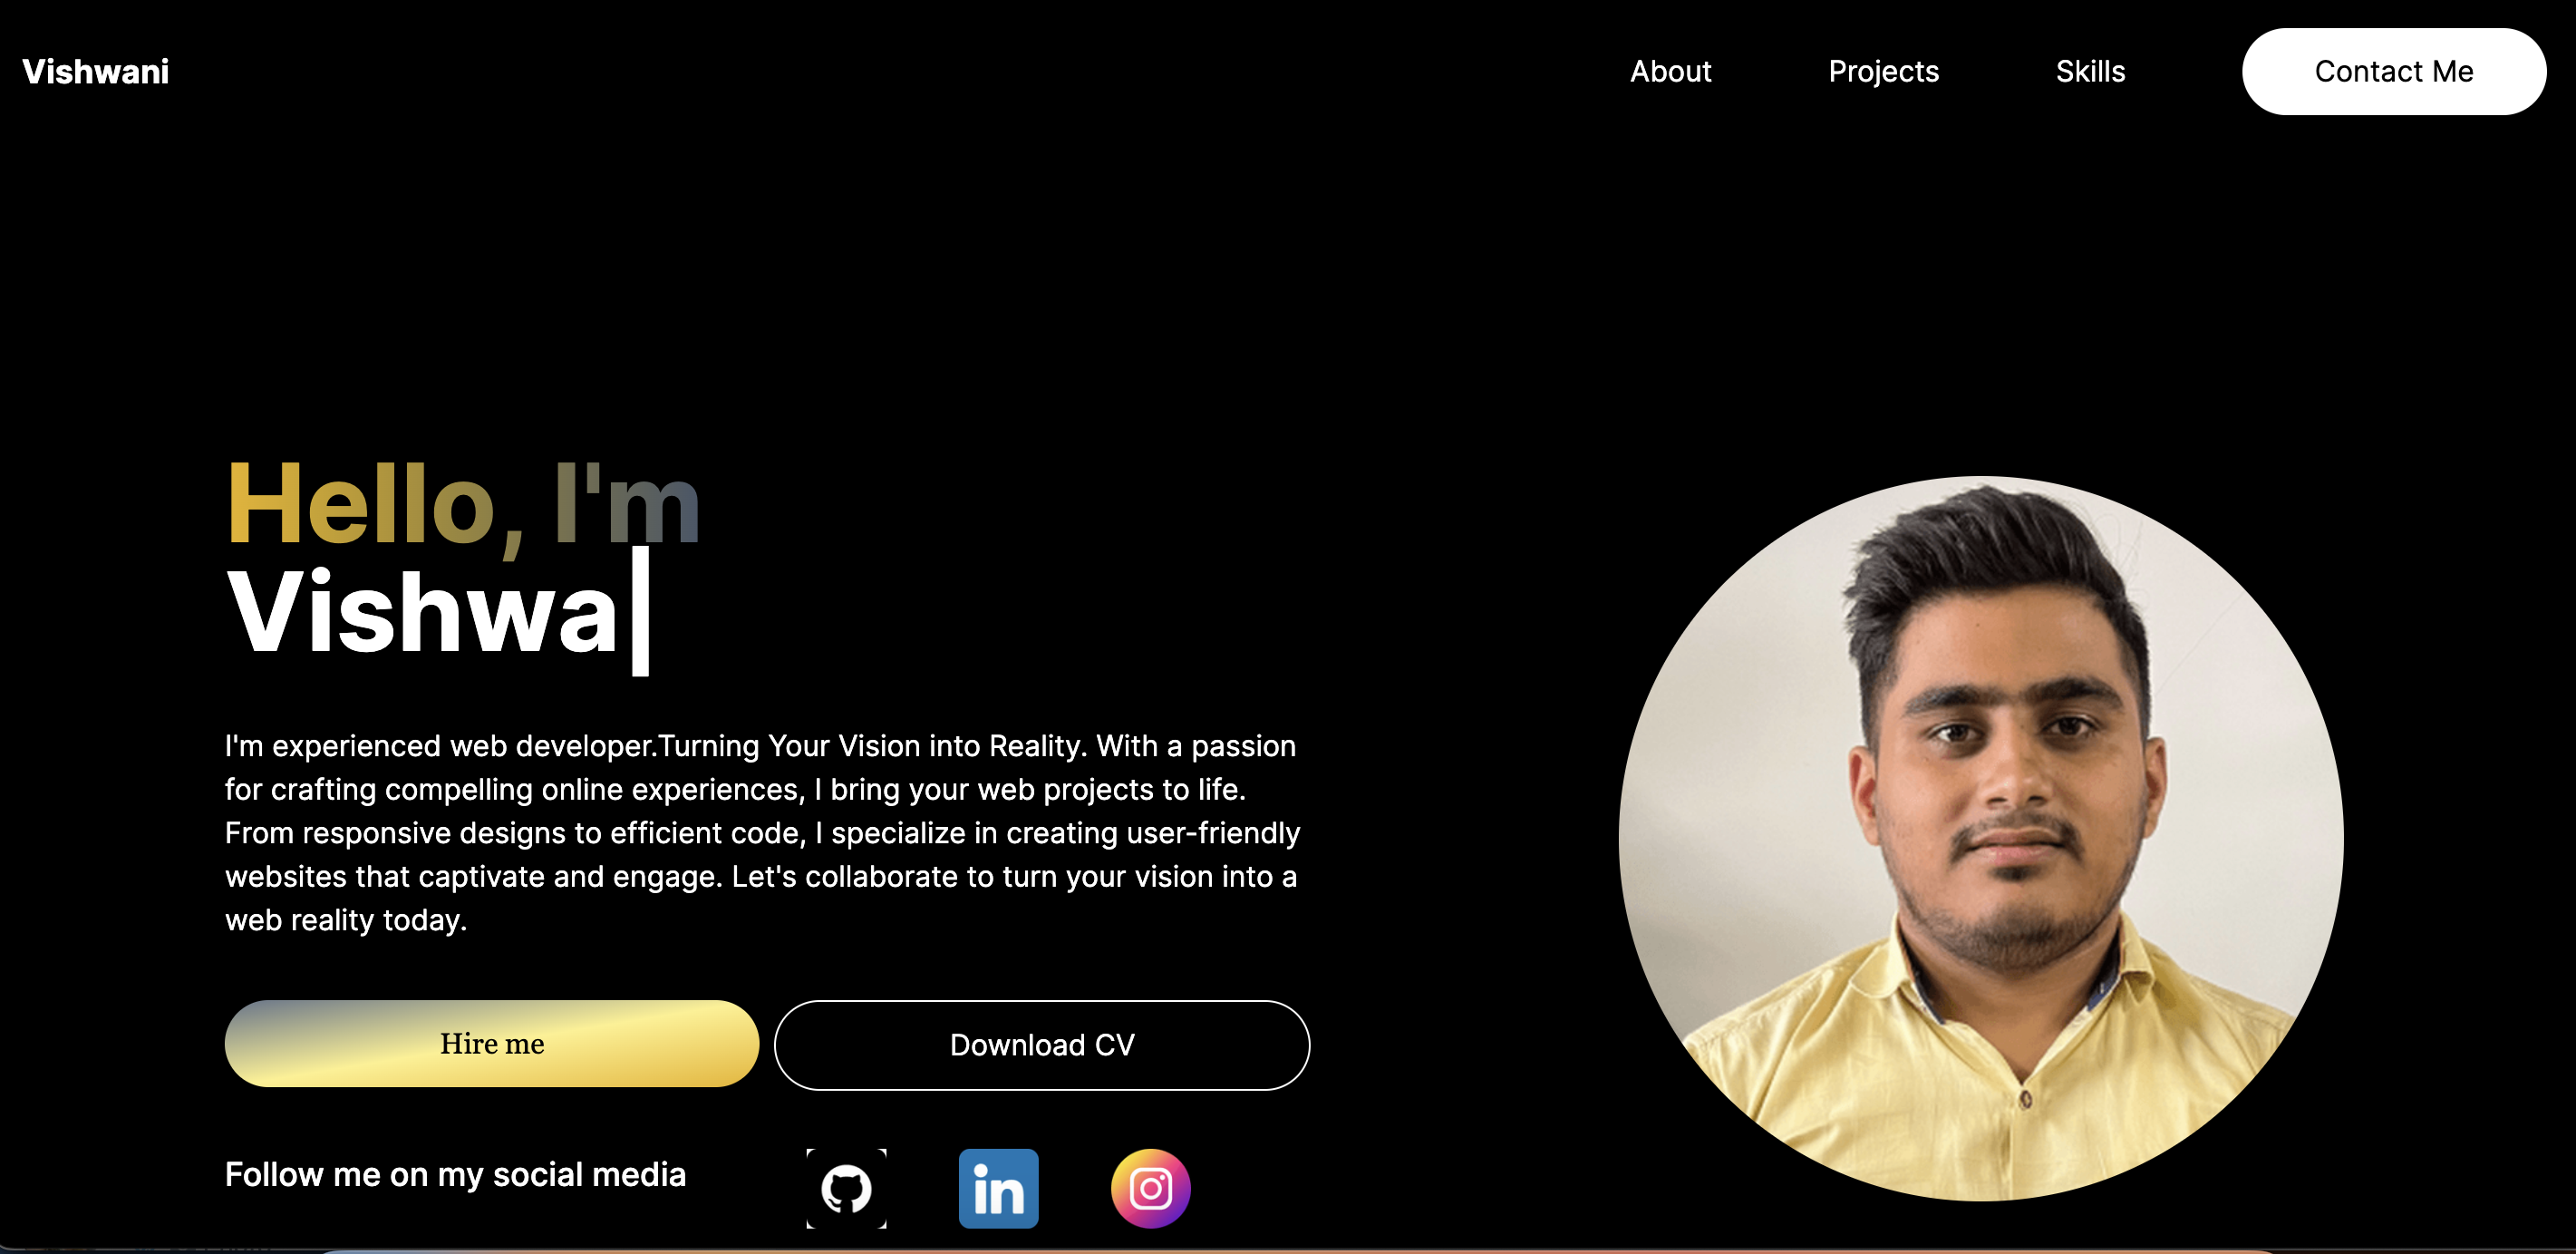 Vishwani
About
Projects
Skills
Contact Me
Hello, I'm
Vishwa
I'm experienced web developer.Turning Your Vision into Reality. With a passion
for crafting compelling online experiences, I bring your web projects to life.
From responsive designs to efficient code, I specialize in creating user-friendly
websites that captivate and engage. Let's collaborate to turn your vision into a
web reality today.
Hire me
Download CV
Follow me on my social media
in